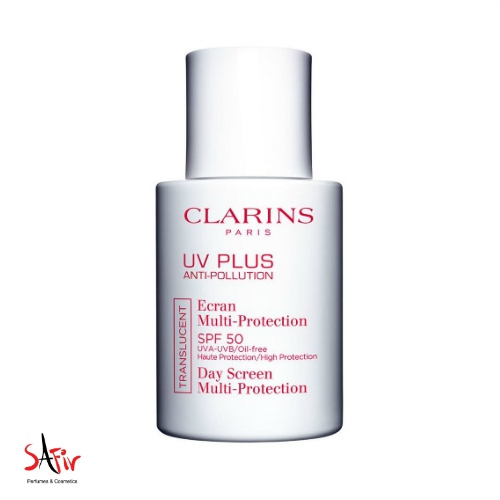 CLARINS
PARIS
UV PLUS
ANTI-POLLUTION
TRANSLUCENT
Ecran
Multi-Protection
SPF 50
UVA-UVB/Oil-free
Haute Protection/High Protection
Day Screen
Multi-Protection
SAfir
Perfumes & Cosmetics